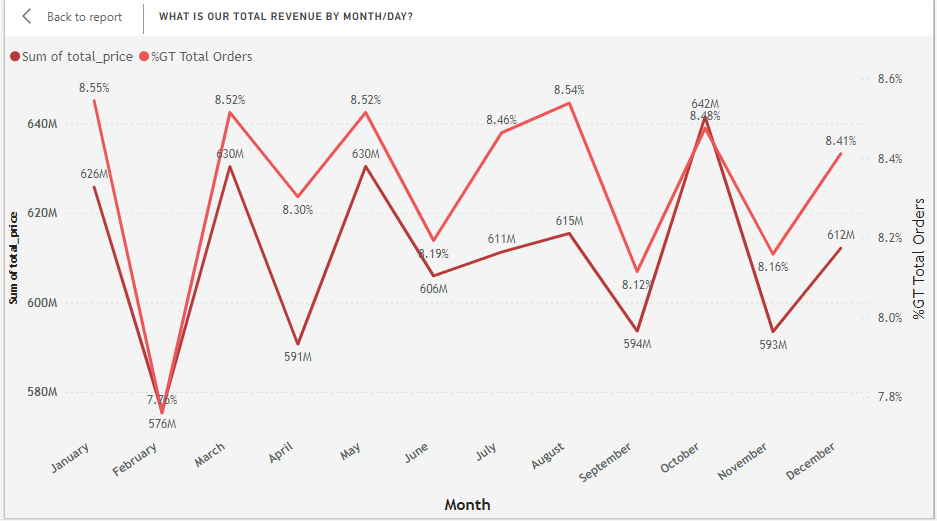 Back to report
WHAT IS OUR TOTAL REVENUE BY MONTH/DAY?
Sum of total_price %GT Total Orders
8.6%
8.4%
8.2%
8.0%
7.8%
640M
620M
600M
580M
Sum of total_price
%GT Total Orders
8.55%
626M
7.76%
576M
8.52%
630M
8.30%
591M
8.52%
630M
8.19%
606M
8.46%
611M
8.54%
615M
8.12%
594M
642M
8.48%
8.16%
593M
8.41%
612M
January
February
March
April
May
June
July
August
September
October
November
December
Month